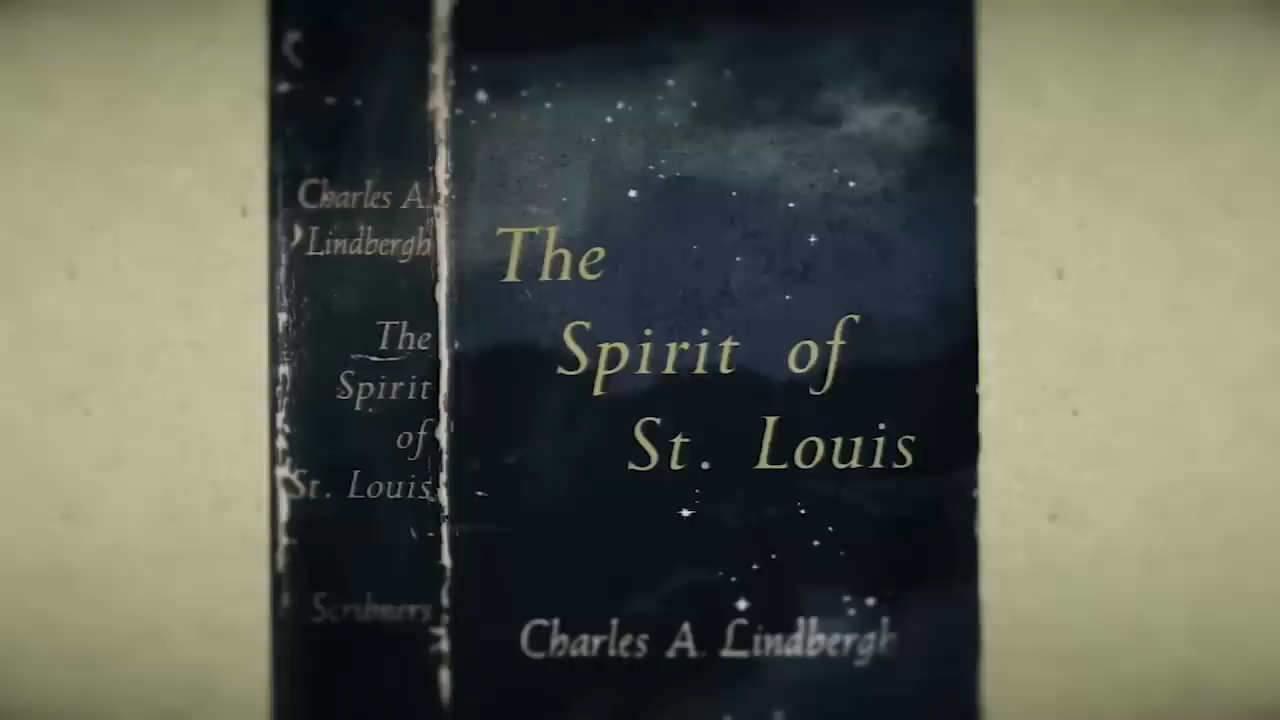 Charles A.
Lindbergh
The
Spirit
of
St. Louis
Scribners
The
Spirit of
St. Louis
Charles A. Lindbergh